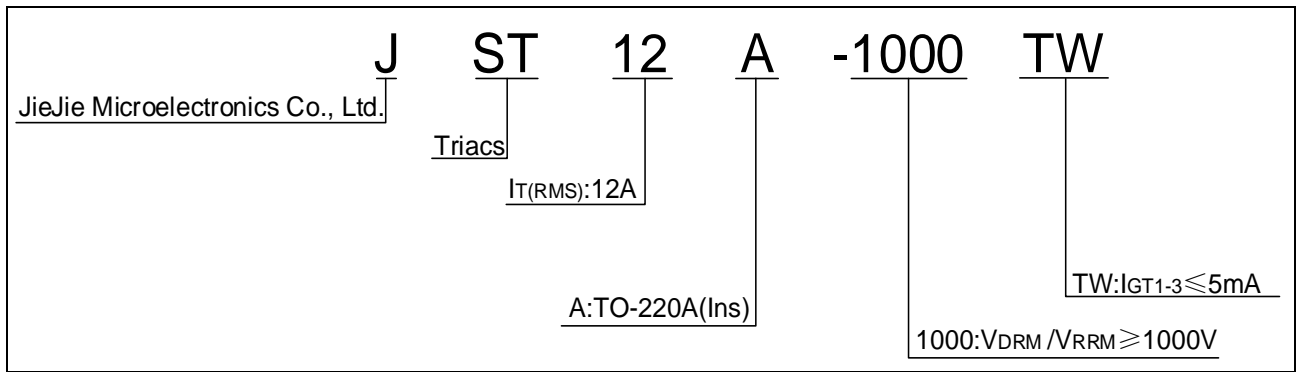 J ST 12 A -1000 TW
JieJie Microelectronics Co., Ltd.
Triacs
IT(RMS):12A
TW:IGT1-3≤5mA
A:TO-220A(Ins)
1000:VDRM /VRRM≥1000V